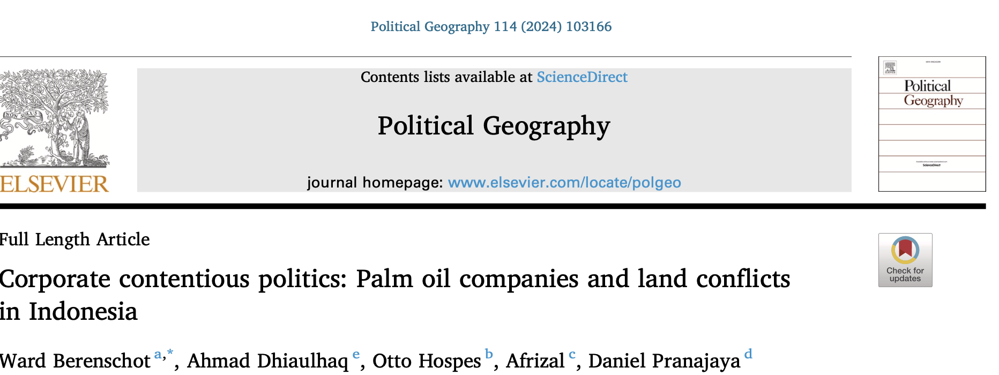 Political Geography 114 (2024) 103166
Contents lists available at ScienceDirect
Political Geography
journal homepage: www.elsevier.com/locate/polgeo
NON SOLUS
ELSEVIER
Political
Geography
ScienceDirect
Full Length Article
Check for
updates
Corporate contentious politics: Palm oil companies and land conflicts
in Indonesia
Ward Berenschot a,*, Ahmad Dhiaulhaq e, Otto Hospes b, Afrizal c, Daniel Pranajaya d